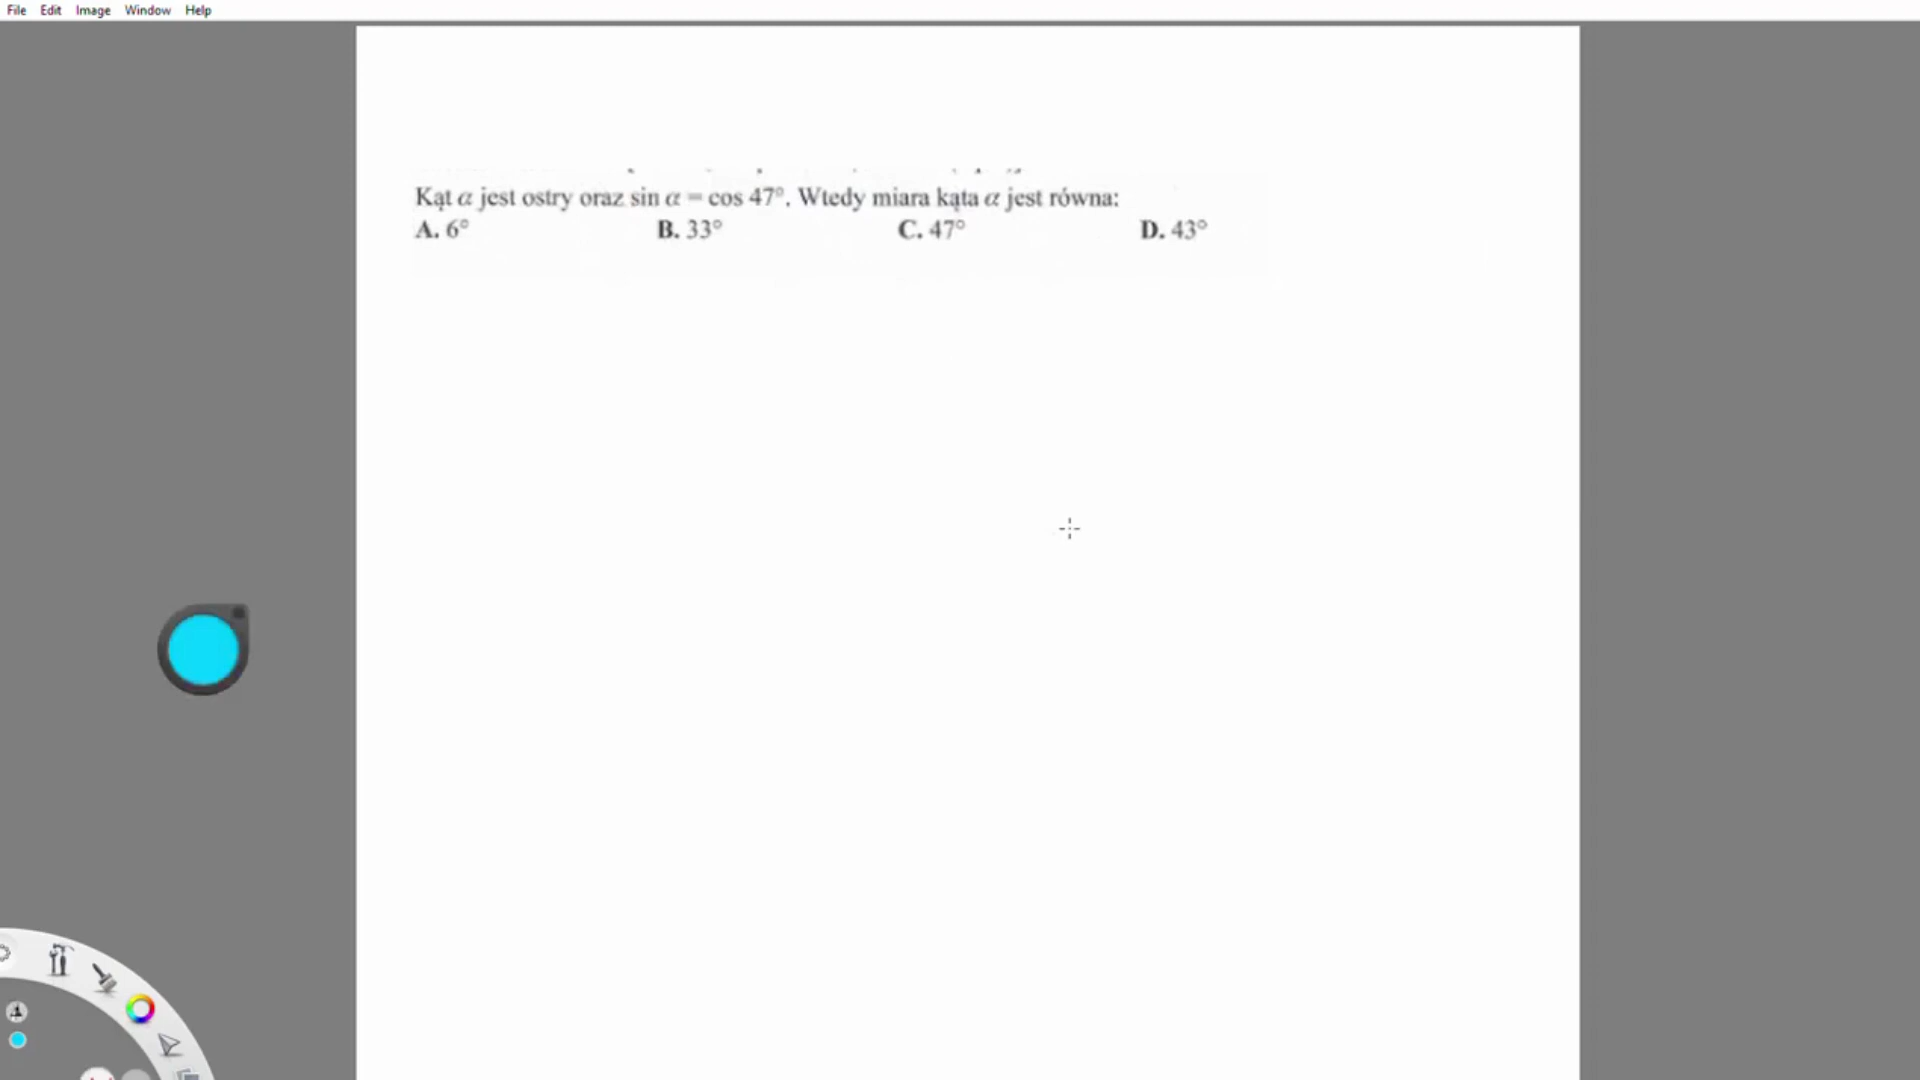 File Edit Image Window Help
Kąt α jest ostry oraz sin α = cos 47°. Wtedy miara kąta α jest równa:
A. 6° B. 33° C. 47° D. 43°